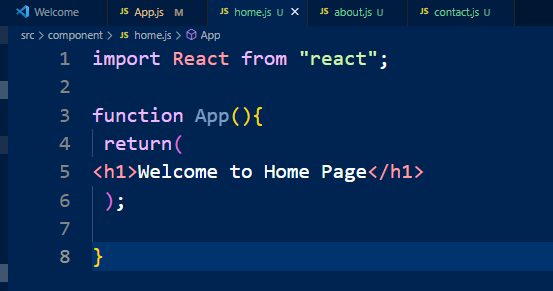 Welcome JS App.js M JS home.js U × JS about.js U JS contact.js U
src > component > JS home.js > App
1 import React from "react";
2
3 function App(){
4 return(
5 <h1>Welcome to Home Page</h1>
6 );
7
8 }